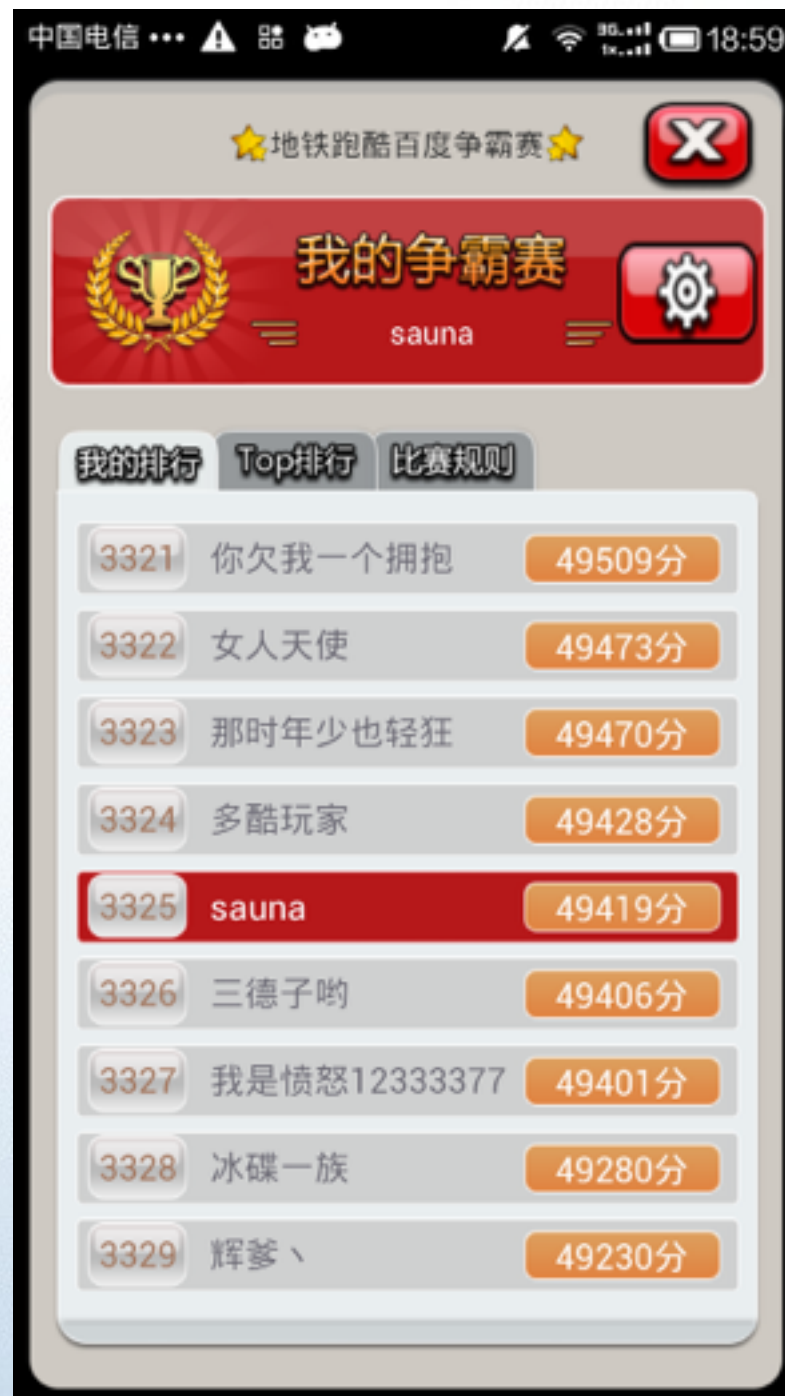 中国电信 ••• 3G 1x 18:59
地铁跑酷百度争霸赛
我的争霸赛
sauna
我的排行 Top排行 比赛规则
3321 你欠我一个拥抱 49509分
3322 女人天使 49473分
3323 那时年少也轻狂 49470分
3324 多酷玩家 49428分
3325 sauna 49419分
3326 三德子哟 49406分
3327 我是愤怒12333377 49401分
3328 冰碟一族 49280分
3329 辉爹丶 49230分